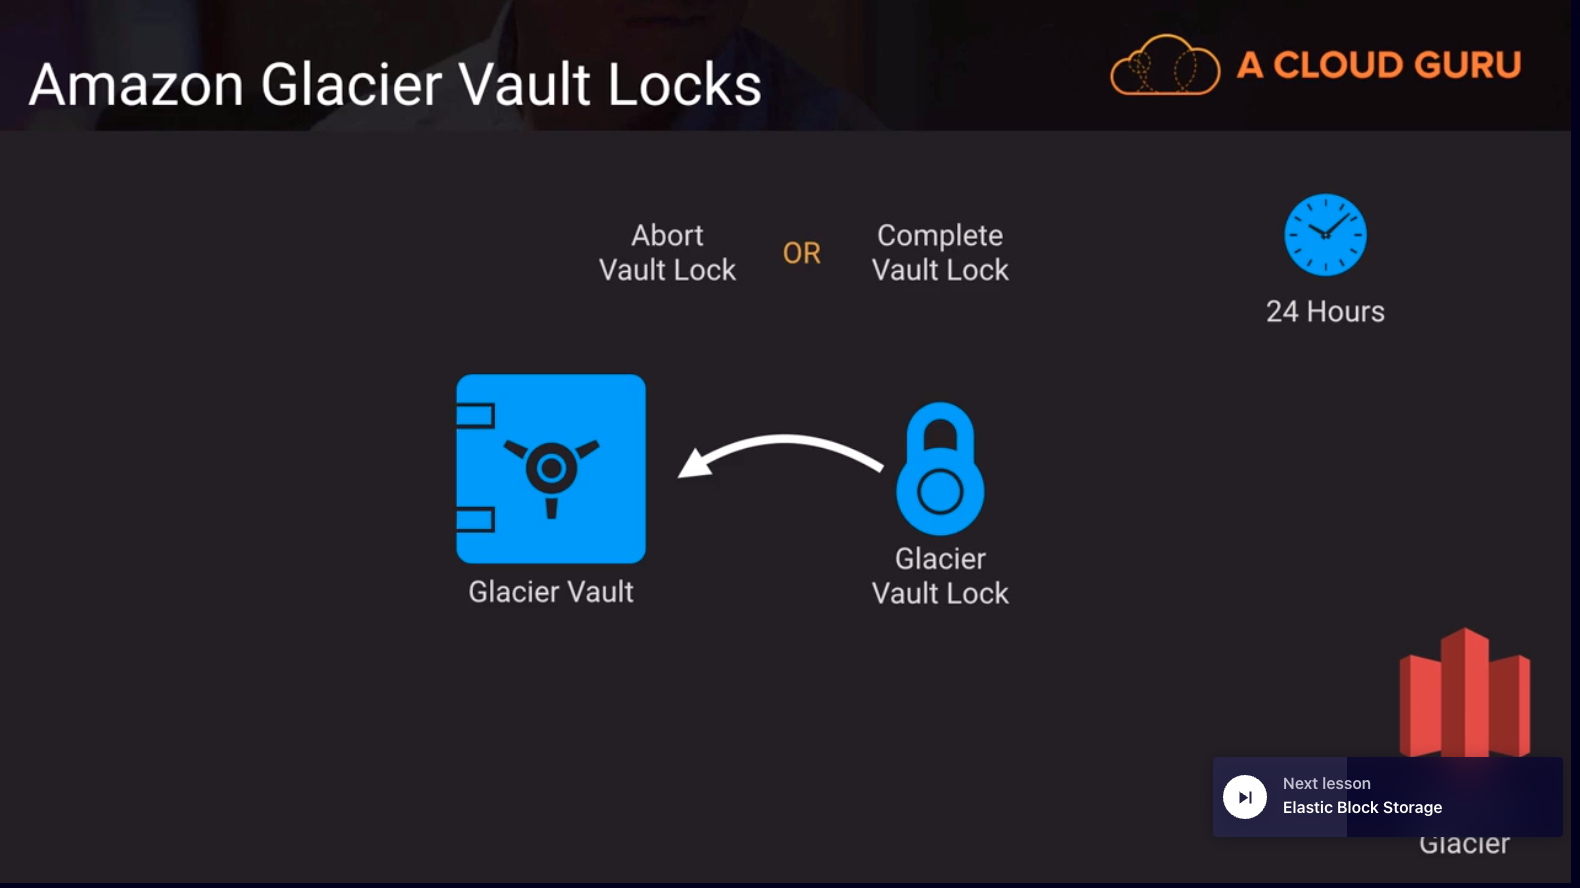 Amazon Glacier Vault Locks
A CLOUD GURU
Abort
Vault Lock
OR
Complete
Vault Lock
24 Hours
Glacier Vault
Glacier
Vault Lock
Next lesson
Elastic Block Storage
Glacier